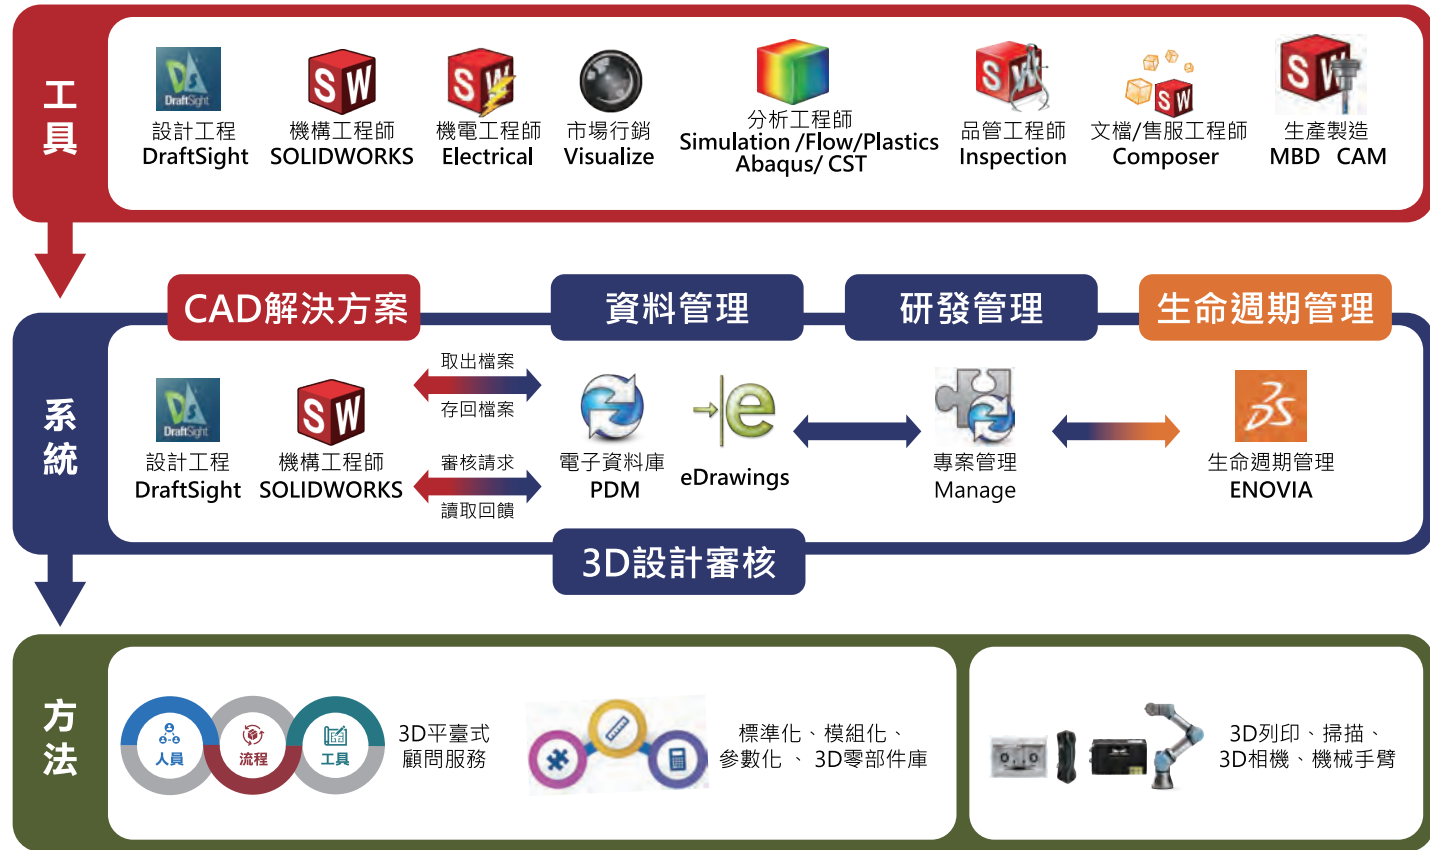 工具
DraftSight
設計工程
DraftSight
SW
機構工程師
SOLIDWORKS
SW
機電工程師
Electrical
市場行銷
Visualize
分析工程師
Simulation /Flow/Plastics
Abaqus/ CST
SW
品管工程師
Inspection
SW
文檔/售服工程師
Composer
SW
生產製造
MBD CAM
系統
CAD解決方案
資料管理
研發管理
生命週期管理
DraftSight
設計工程
DraftSight
SW
機構工程師
SOLIDWORKS
取出檔案
存回檔案
審核請求
讀取回饋
電子資料庫
PDM
e
eDrawings
專案管理
Manage
3DS
生命週期管理
ENOVIA
3D設計審核
方法
人員
流程
工具
3D平臺式
顧問服務
標準化、模組化、
參數化 、 3D零部件庫
3D列印、掃描、
3D相機、機械手臂